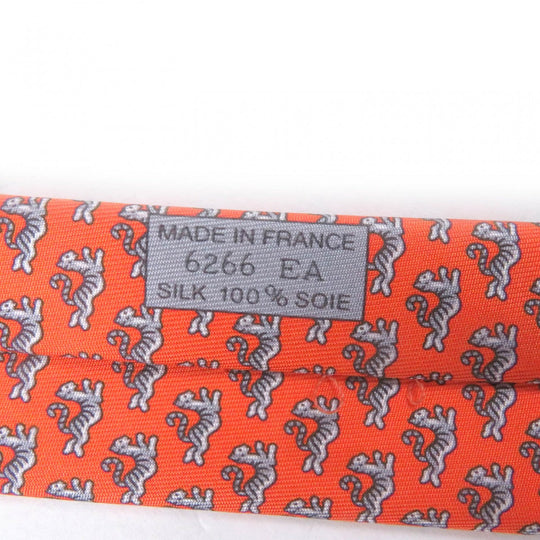 MADE IN FRANCE
6266 EA
SILK 100% SOIE